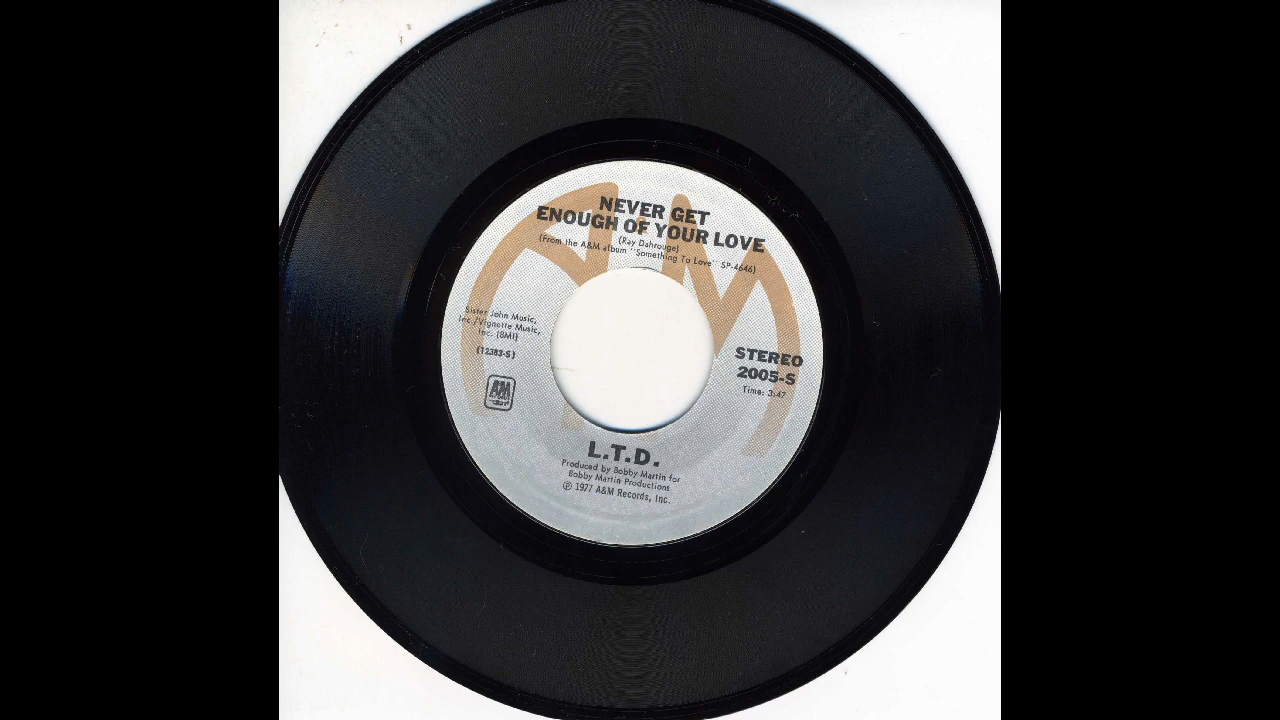 NEVER GET
ENOUGH OF YOUR LOVE
(Ray Dahrouge)
(From the A&M album "Something To Love" SP-4646)
Sister John Music,
Inc./Vignette Music,
Inc. (BMI)
(12383-S)
STEREO
2005-S
Time: 3:47
A&M
L.T.D.
Produced by Bobby Martin for
Bobby Martin Productions
℗ 1977 A&M Records, Inc.